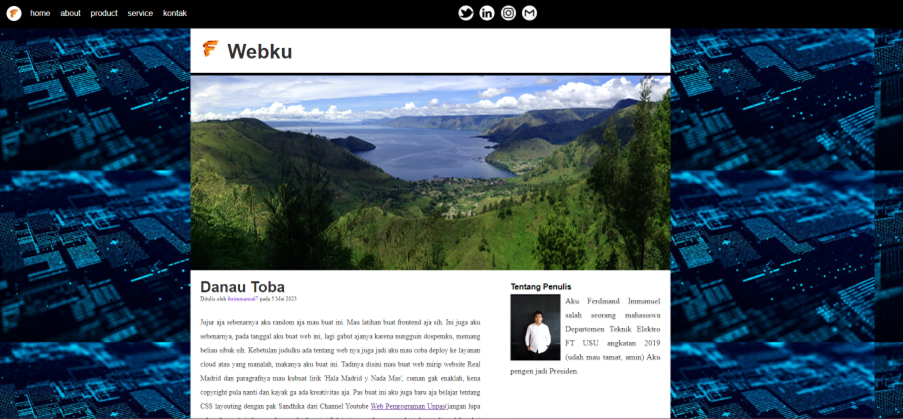 home about product service kontak
Webku
Danau Toba
Ditulis oleh ferimmanuel7 pada 5 Mei 2023
Jujur aja sebenarnya aku random aja mau buat ini. Mau latihan buat frontend aja sih. Ini juga aku
sebenarnya, pada tanggal aku buat web ini, lagi gabut ajanya karena nungguin dospemku, memang
beliau sibuk sih. Kebetulan judulku ada tentang web nya juga jadi aku mau coba deploy ke layanan
cloud atas yang manalah, makanya aku buat ini. Tadinya disini mau buat web mirip website Real
Madrid dan paragrafnya mau kubuat lirik 'Hala Madrid y Nada Mas', cuman gak enaklah, kena
copyright pula nanti dan kayak ga ada kreativitas aja. Pas buat ini aku juga baru aja belajar tentang
CSS layouting dengan pak Sandhika dari Channel Youtube Web Pemrograman Unpas(jangan lupa
Tentang Penulis
Aku Ferdinand Immanuel
salah seorang mahasiswa
Departemen Teknik Elektro
FT USU angkatan 2019
(udah mau tamat, amin) Aku
pengen jadi Presiden.